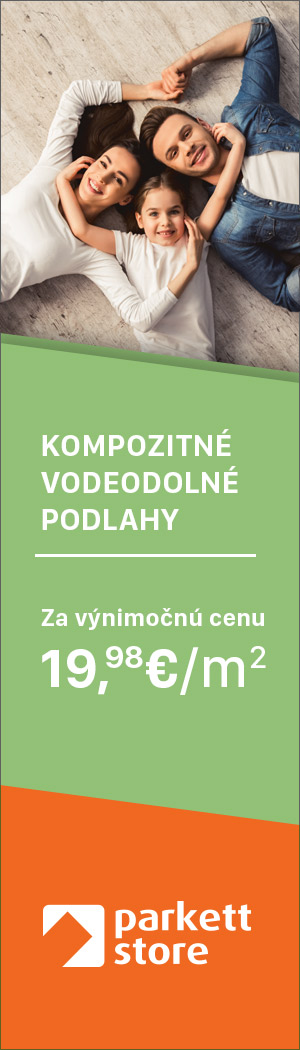 KOMPOZITNÉ
VODEODOLNÉ
PODLAHY
Za výnimočnú cenu
19,98€/m²
parkett
store